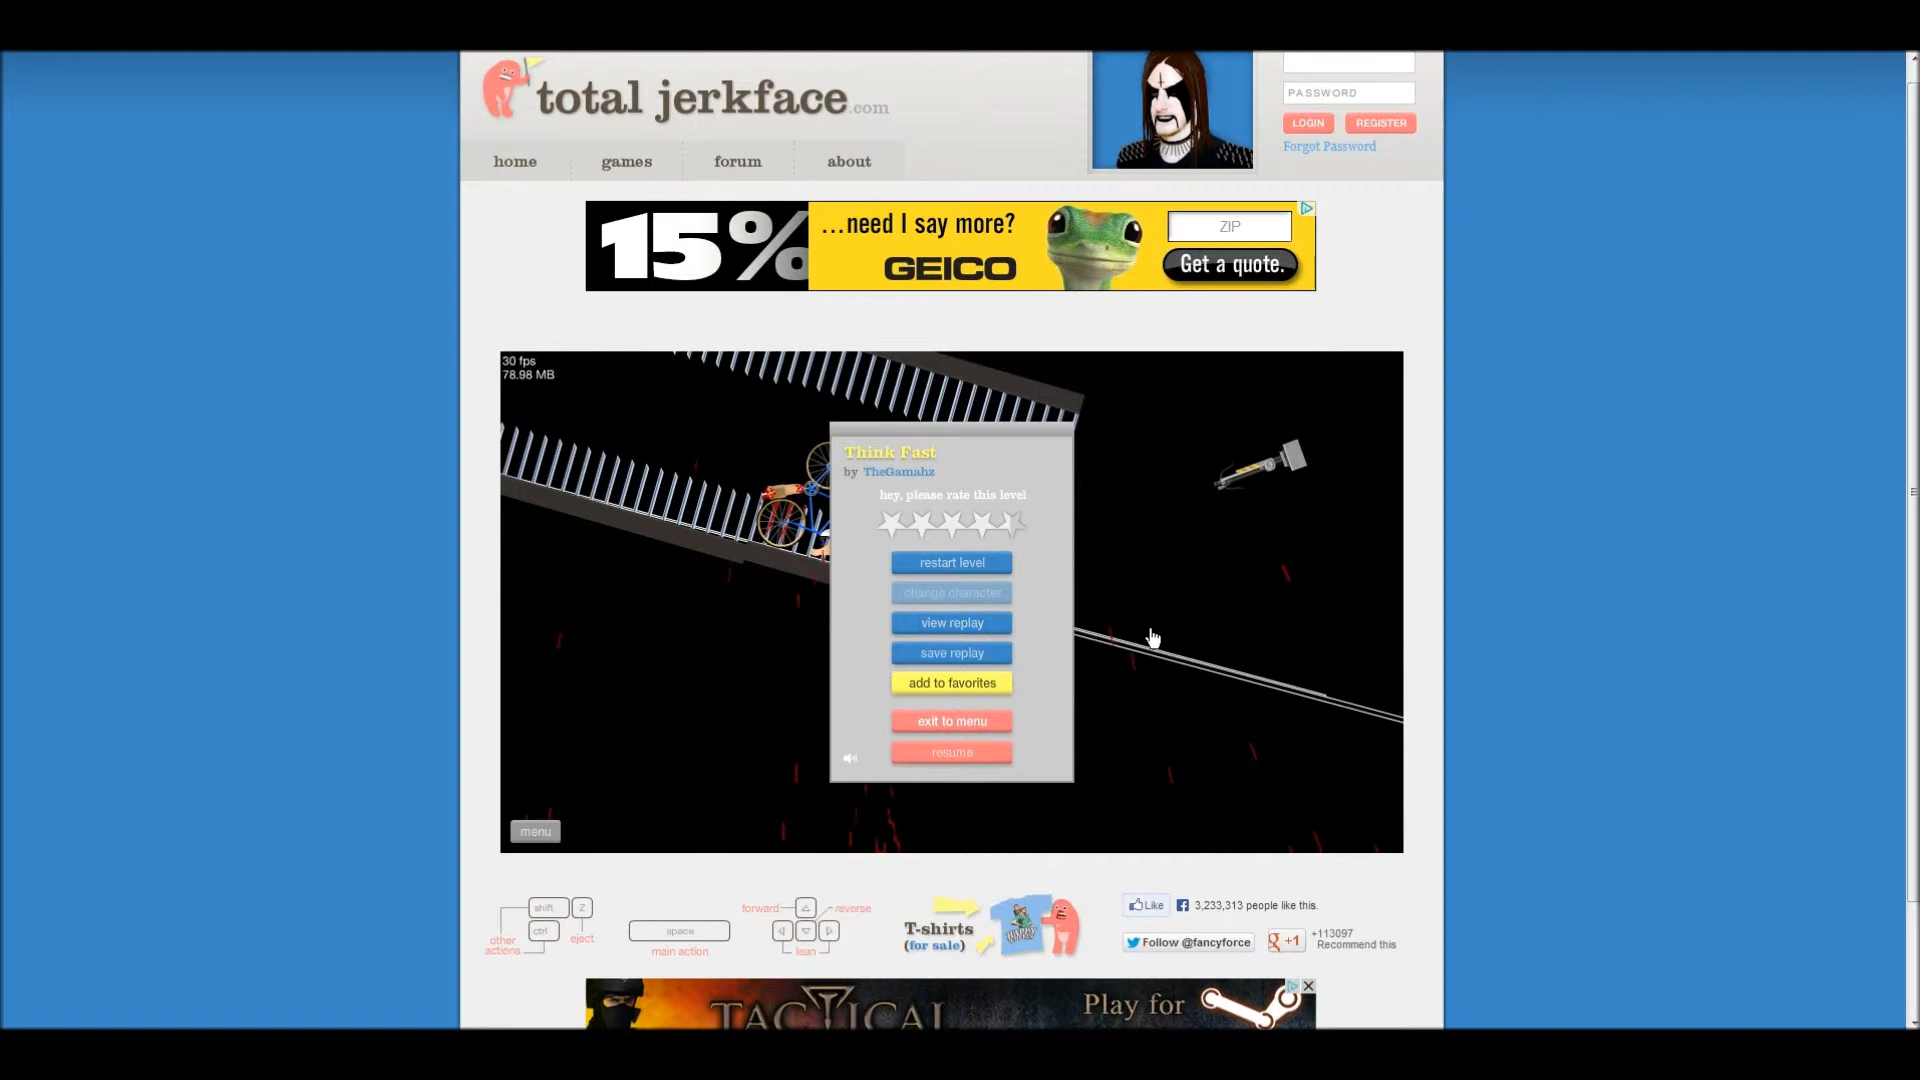 total jerkface.com
PASSWORD
LOGIN REGISTER
Forgot Password
home games forum about
15% ...need I say more?
GEICO
ZIP
Get a quote.
30 fps
78.98 MB
Think Fast
by TheGamahz
hey, please rate this level
restart level
change character
view replay
save replay
add to favorites
exit to menu
resume
menu
shift Z
ctrl
other actions
eject
space
main action
forward reverse
lean
T-shirts
(for sale)
HAPPY WHEELS
Like 3,233,313 people like this.
Follow @fancyforce
g +1 +113097
Recommend this
TACTICAL
Play for